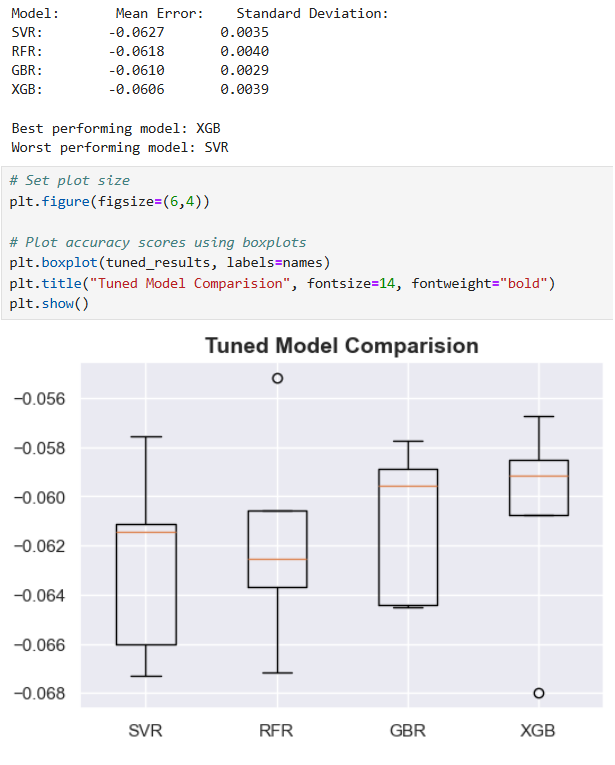 Model: Mean Error: Standard Deviation:
SVR: -0.0627 0.0035
RFR: -0.0618 0.0040
GBR: -0.0610 0.0029
XGB: -0.0606 0.0039
Best performing model: XGB
Worst performing model: SVR
# Set plot size
plt.figure(figsize=(6,4))
# Plot accuracy scores using boxplots
plt.boxplot(tuned_results, labels=names)
plt.title("Tuned Model Comparision", fontsize=14, fontweight="bold")
plt.show()
Tuned Model Comparision
−0.056
−0.058
−0.060
−0.062
−0.064
−0.066
−0.068
SVR RFR GBR XGB